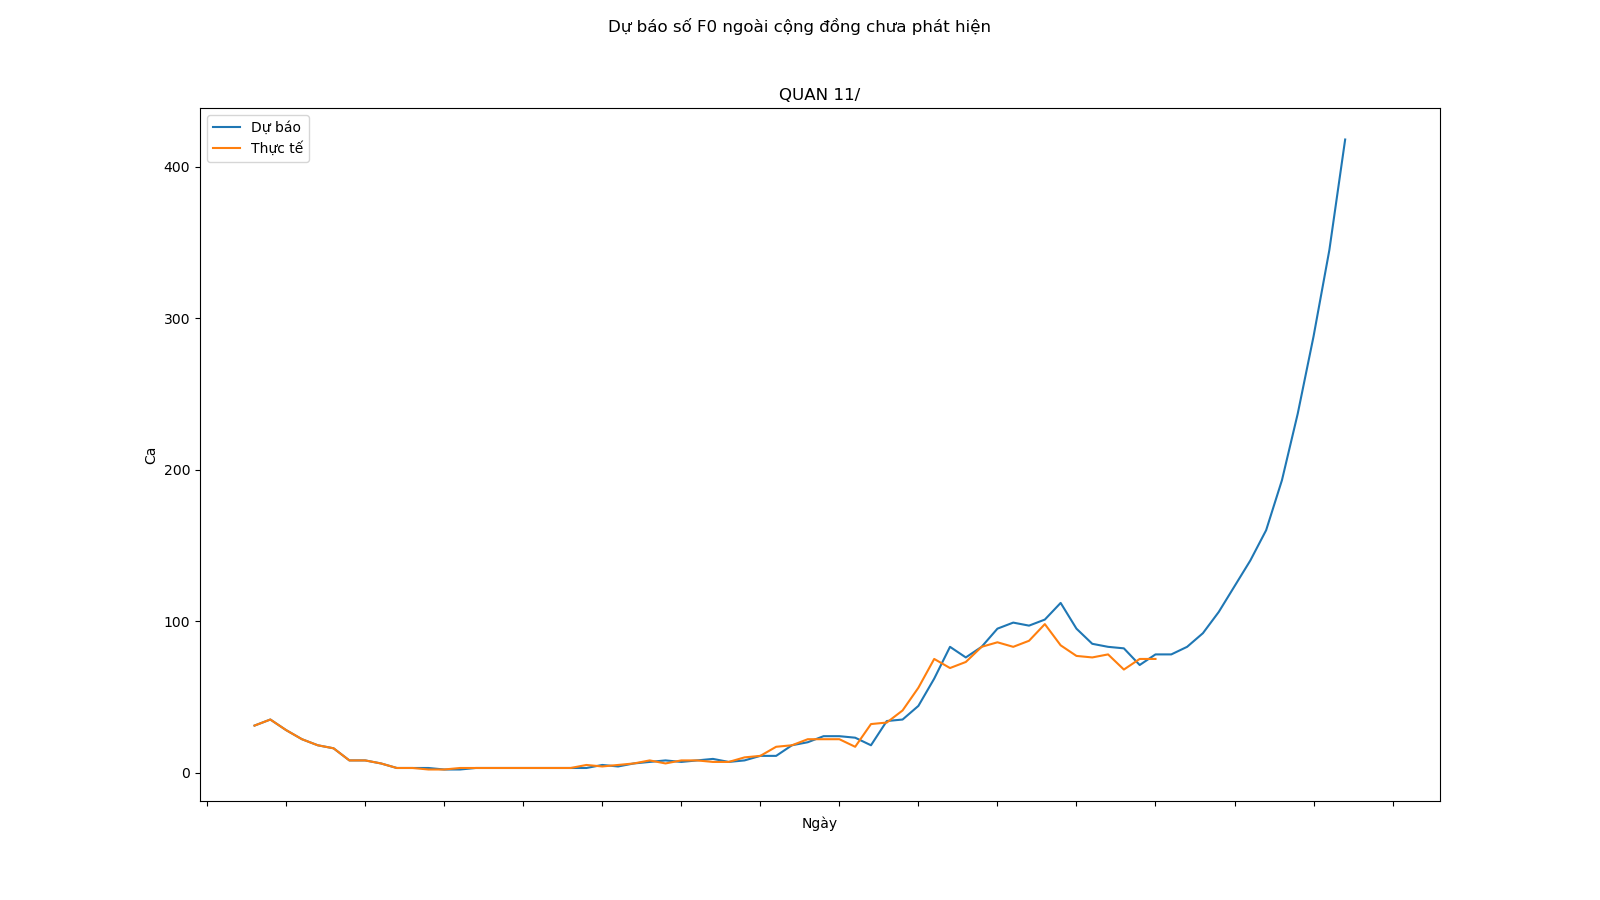 Dự báo số F0 ngoài cộng đồng chưa phát hiện
QUAN 11/
Dự báo
Thực tế
400
300
200
100
0
Ca
Ngày